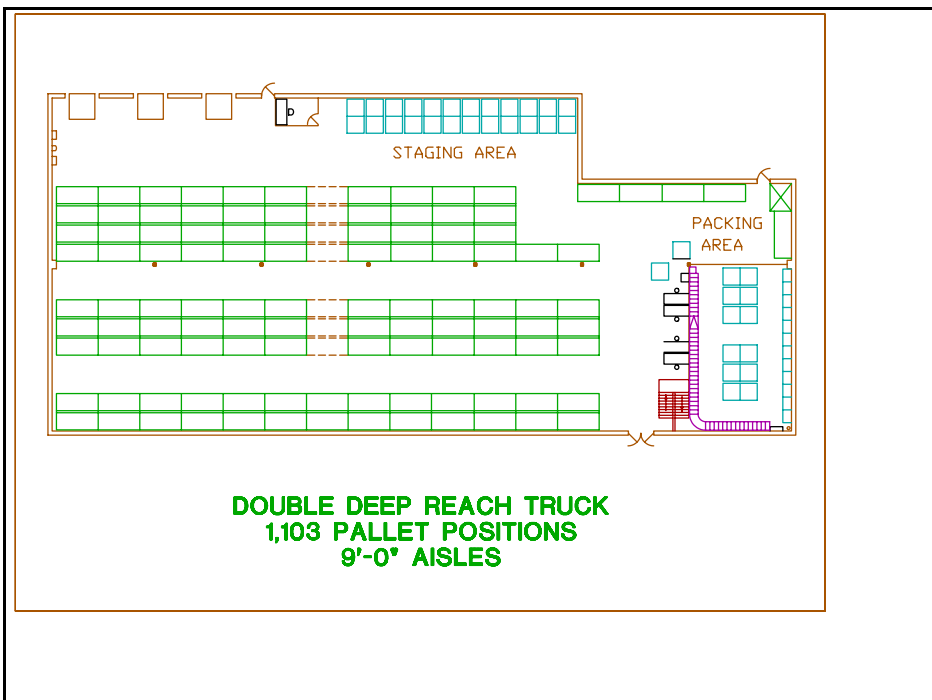 STAGING AREA
PACKING
AREA
DOUBLE DEEP REACH TRUCK
1,103 PALLET POSITIONS
9'-0" AISLES